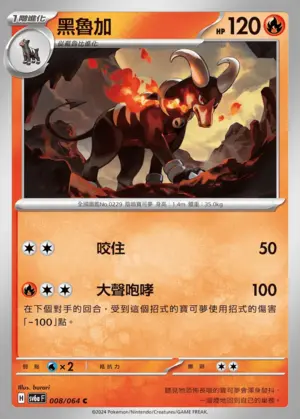 1階進化
黑魯加
HP 120
從戴魯比進化
全國圖鑑No.0229 黑暗寶可夢 身高：1.4m 體重：35.0kg
咬住 50
大聲咆哮 100
在下個對手的回合，受到這個招式的寶可夢使用招式的傷害
「-100」點。
弱點 ×2 抵抗力 撤退
H sv6a F 008/064 C
©2024 Pokémon/Nintendo/Creatures/GAME FREAK.